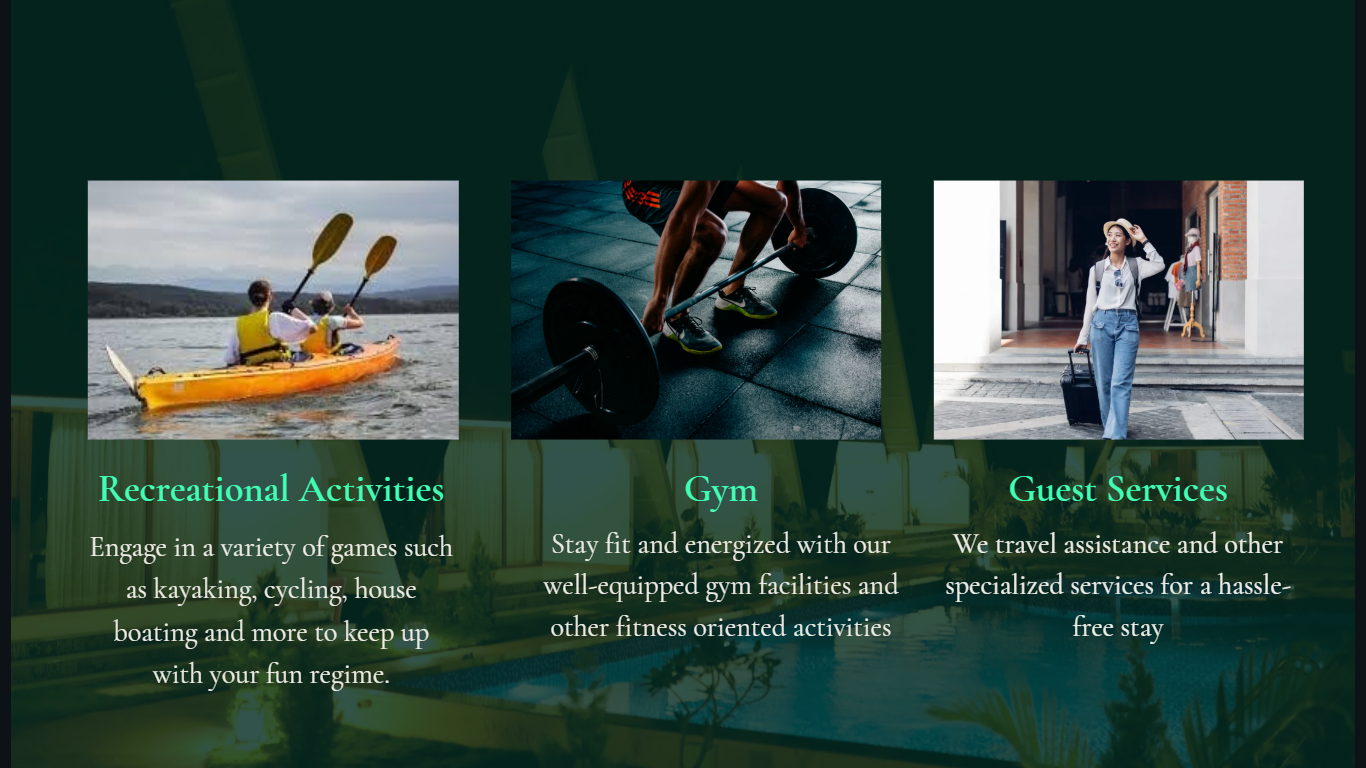 Recreational Activities
Engage in a variety of games such
as kayaking, cycling, house
boating and more to keep up
with your fun regime.
Gym
Stay fit and energized with our
well-equipped gym facilities and
other fitness oriented activities
Guest Services
We travel assistance and other
specialized services for a hassle-
free stay